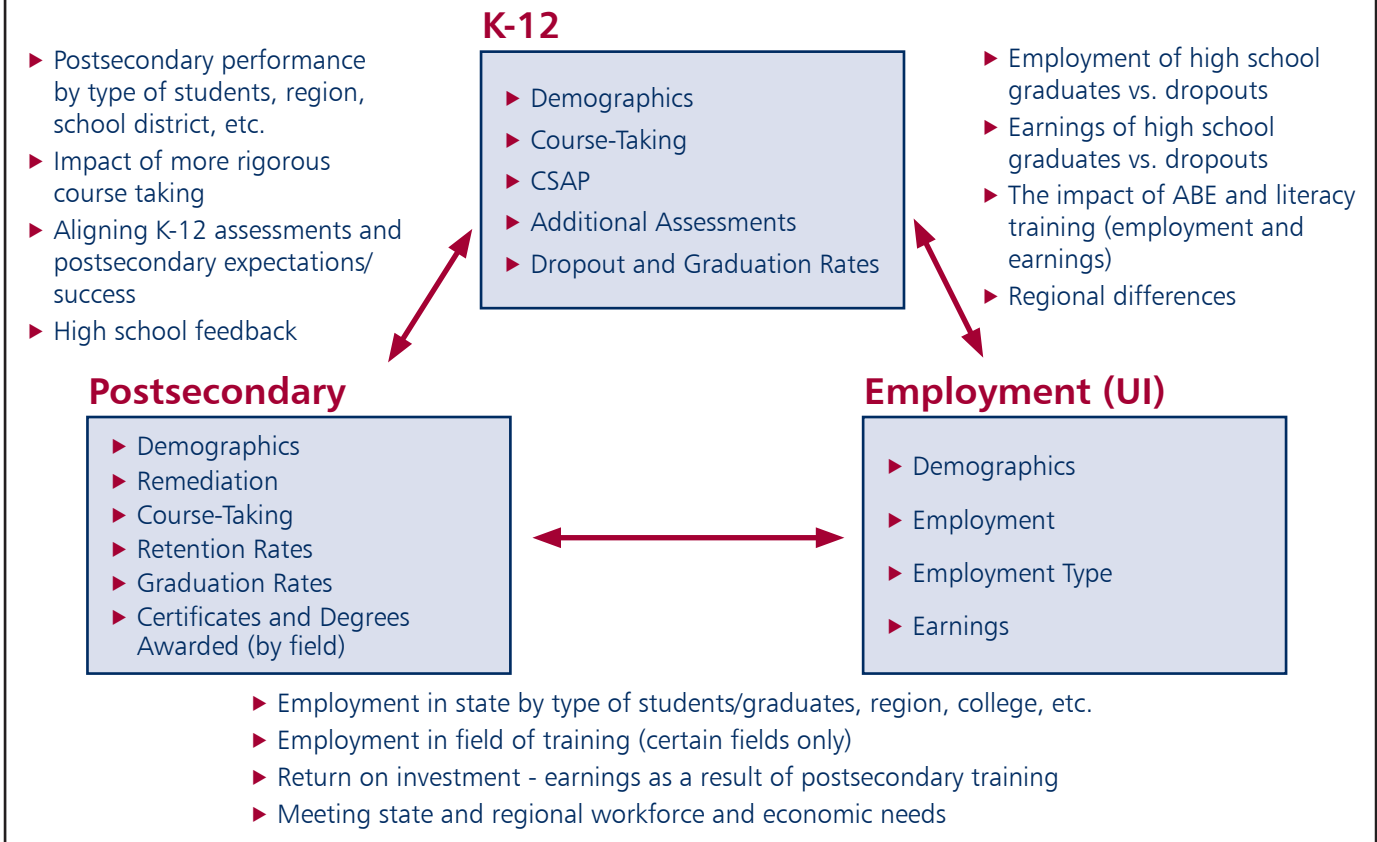 K-12
▶ Postsecondary performance
by type of students, region,
school district, etc.
▶ Impact of more rigorous
course taking
▶ Aligning K-12 assessments and
postsecondary expectations/
success
▶ High school feedback
▶ Demographics
▶ Course-Taking
▶ CSAP
▶ Additional Assessments
▶ Dropout and Graduation Rates
▶ Employment of high school
graduates vs. dropouts
▶ Earnings of high school
graduates vs. dropouts
▶ The impact of ABE and literacy
training (employment and
earnings)
▶ Regional differences
Postsecondary
▶ Demographics
▶ Remediation
▶ Course-Taking
▶ Retention Rates
▶ Graduation Rates
▶ Certificates and Degrees
Awarded (by field)
Employment (UI)
▶ Demographics
▶ Employment
▶ Employment Type
▶ Earnings
▶ Employment in state by type of students/graduates, region, college, etc.
▶ Employment in field of training (certain fields only)
▶ Return on investment - earnings as a result of postsecondary training
▶ Meeting state and regional workforce and economic needs